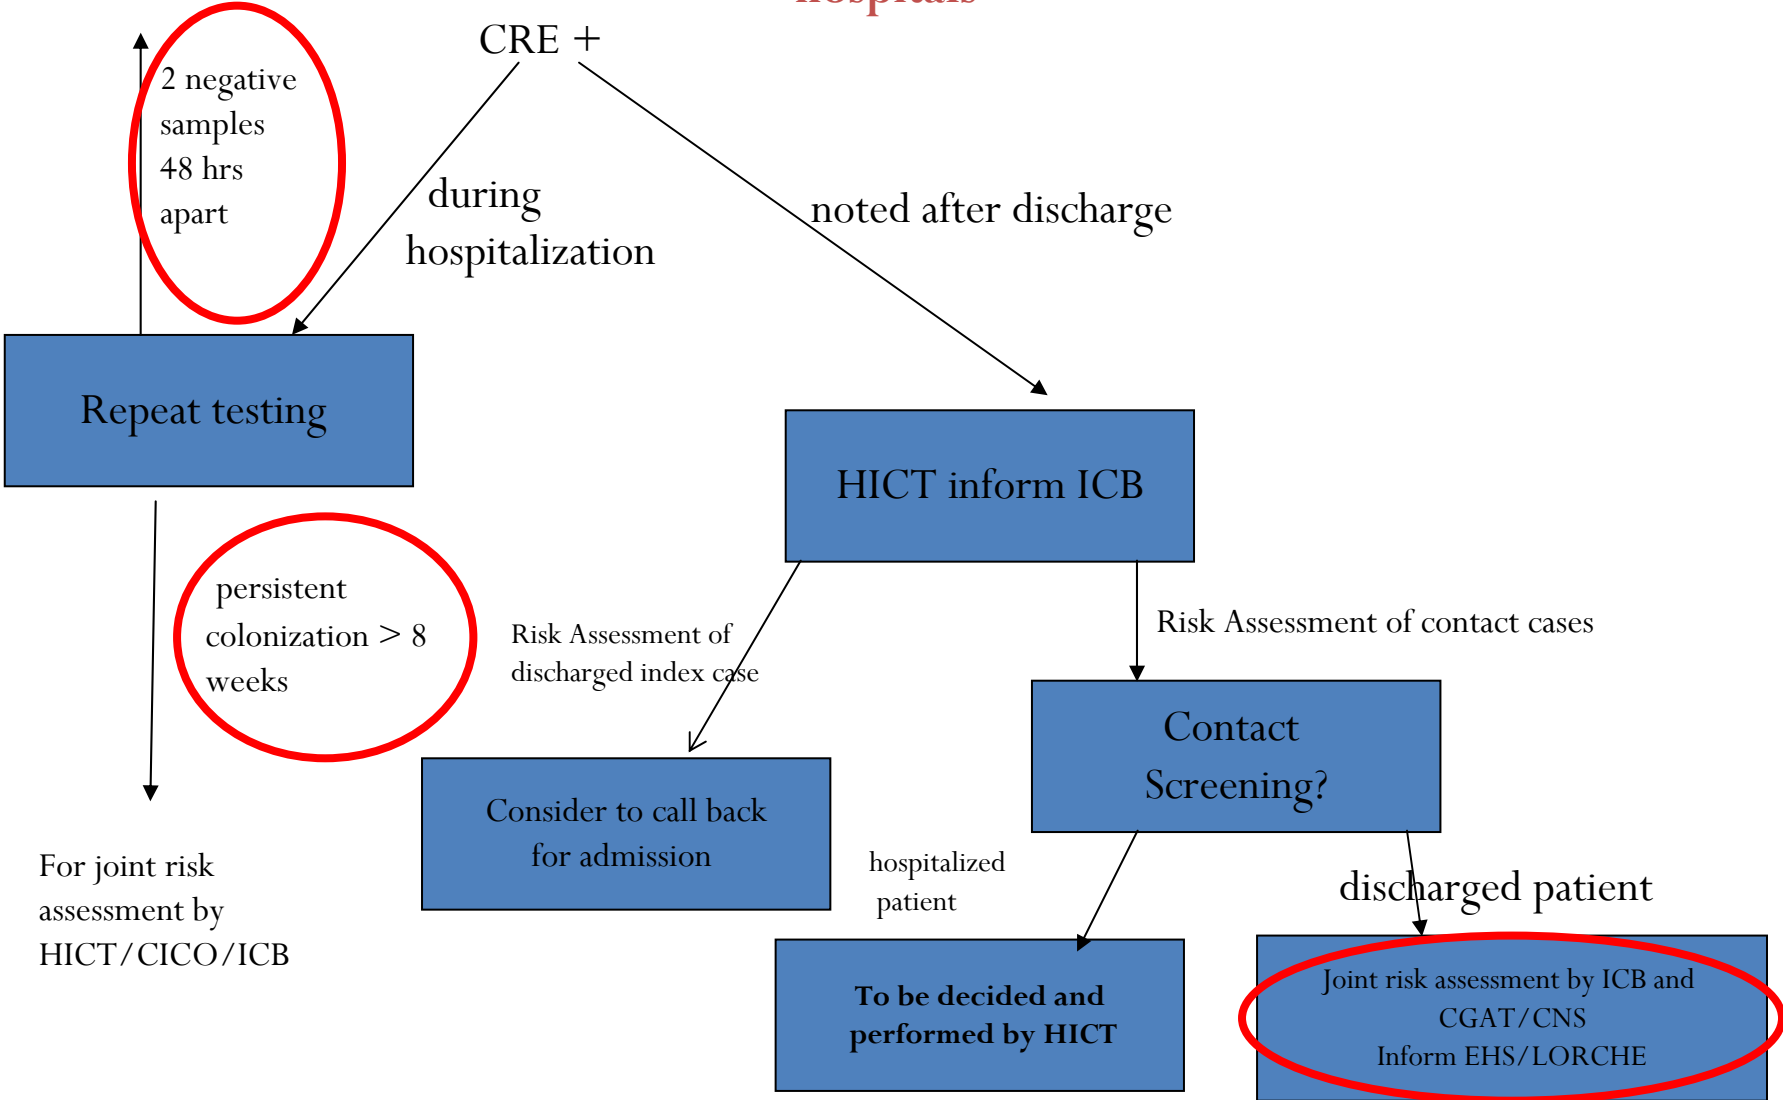 hospitals
CRE +
2 negative
samples
48 hrs
apart
during
hospitalization
noted after discharge
Repeat testing
HICT inform ICB
persistent
colonization > 8
weeks
Risk Assessment of
discharged index case
Risk Assessment of contact cases
Contact
Screening?
Consider to call back
for admission
For joint risk
assessment by
HICT/CICO/ICB
hospitalized
patient
discharged patient
To be decided and
performed by HICT
Joint risk assessment by ICB and
CGAT/CNS
Inform EHS/LORCHE